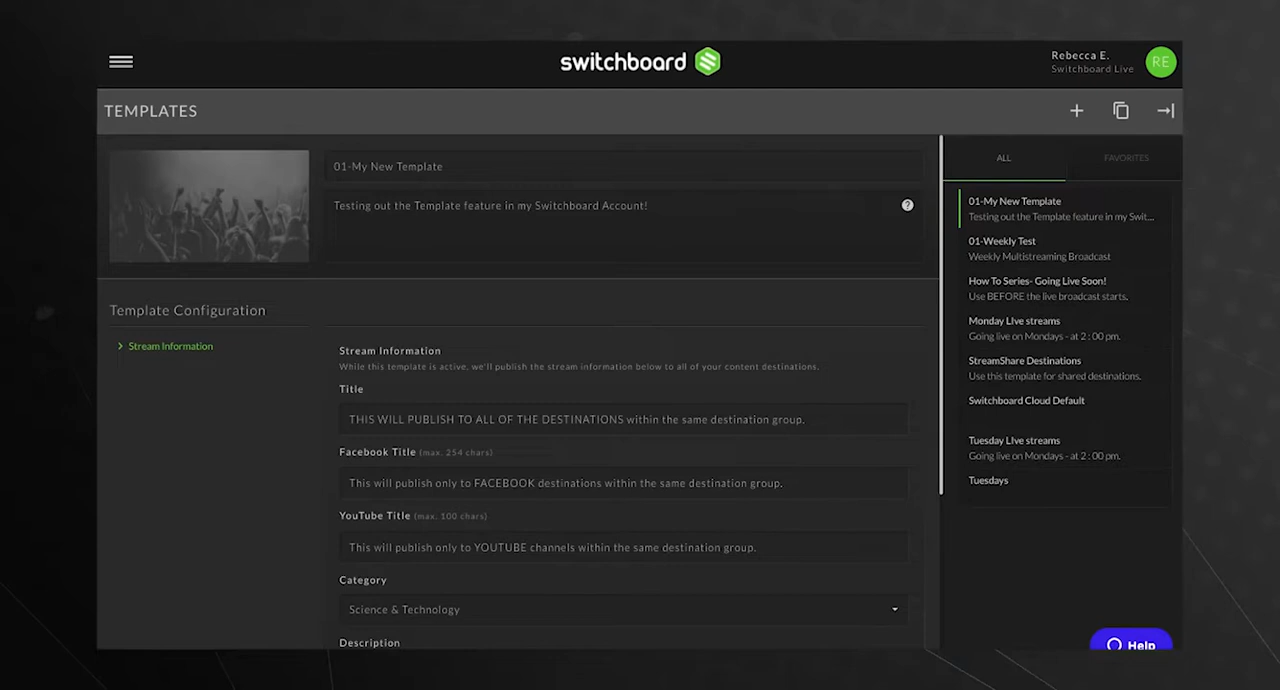 switchboard
Rebecca E.
Switchboard Live
RE
TEMPLATES
01-My New Template
Testing out the Template feature in my Switchboard Account!
?
Template Configuration
Stream Information
Stream Information
While this template is active, we'll publish the stream information below to all of your content destinations.
Title
THIS WILL PUBLISH TO ALL OF THE DESTINATIONS within the same destination group.
Facebook Title (max. 254 chars)
This will publish only to FACEBOOK destinations within the same destination group.
YouTube Title (max. 100 chars)
This will publish only to YOUTUBE channels within the same destination group.
Category
Science & Technology
Description
ALL
FAVORITES
01-My New Template
Testing out the Template feature in my Swit...
01-Weekly Test
Weekly Multistreaming Broadcast
How To Series- Going Live Soon!
Use BEFORE the live broadcast starts.
Monday LIve streams
Going live on Mondays - at 2:00 pm.
StreamShare Destinations
Use this template for shared destinations.
Switchboard Cloud Default
Tuesday LIve streams
Going live on Mondays - at 2:00 pm.
Tuesdays
Help